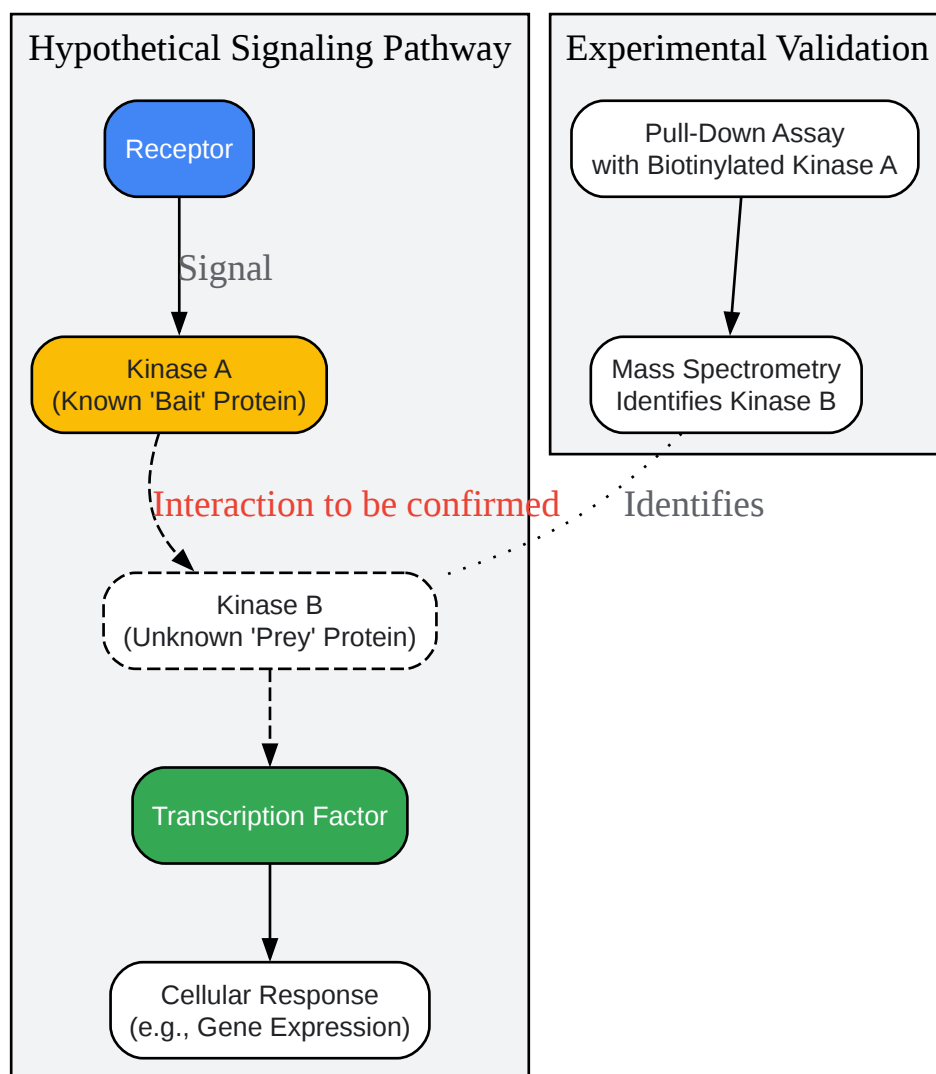 Hypothetical Signaling Pathway
Receptor
Signal
Kinase A
(Known 'Bait' Protein)
Interaction to be confirmed
Kinase B
(Unknown 'Prey' Protein)
Transcription Factor
Cellular Response
(e.g., Gene Expression)
Experimental Validation
Pull-Down Assay
with Biotinylated Kinase A
Mass Spectrometry
Identifies Kinase B
Identifies